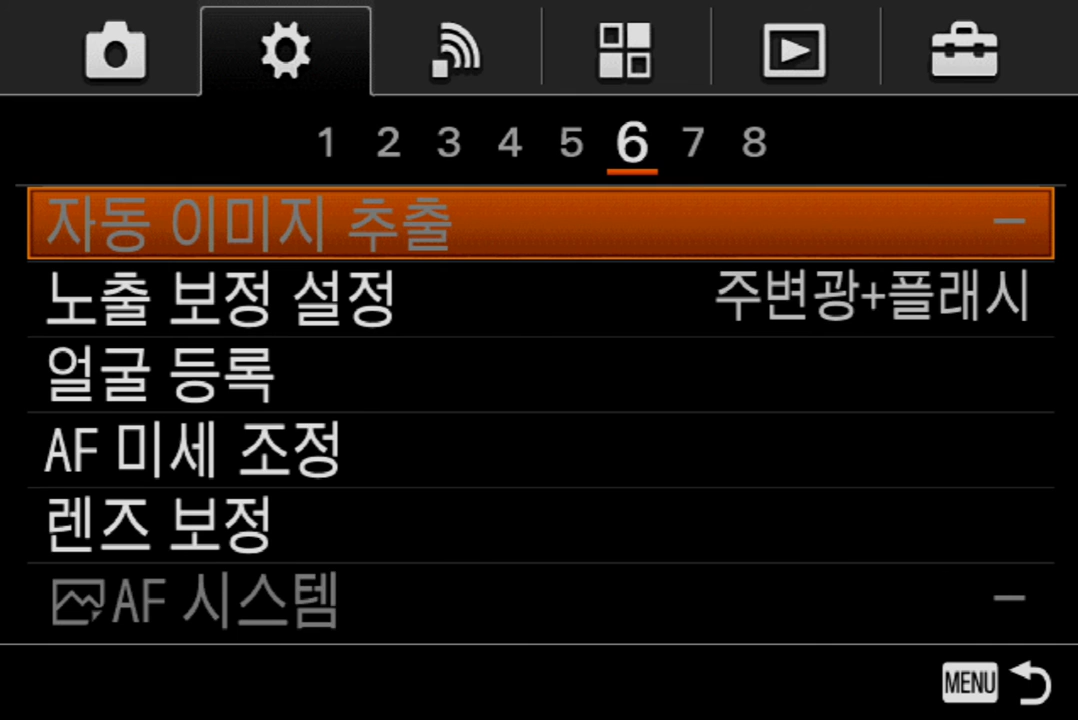 1 2 3 4 5 6 7 8
자동 이미지 추출 –
노출 보정 설정 주변광+플래시
얼굴 등록
AF 미세 조정
렌즈 보정
AF 시스템 –
MENU